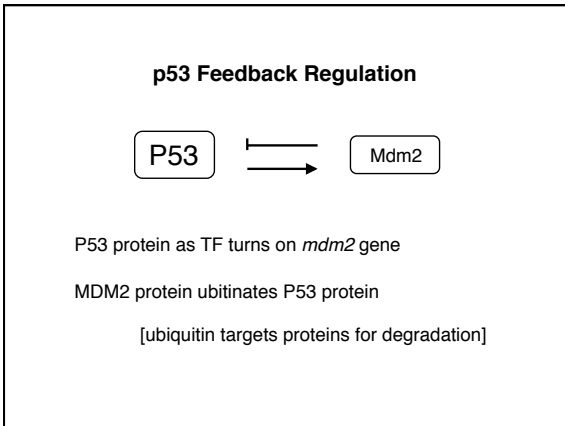 p53 Feedback Regulation
P53
Mdm2
P53 protein as TF turns on mdm2 gene
MDM2 protein ubitinates P53 protein
[ubiquitin targets proteins for degradation]